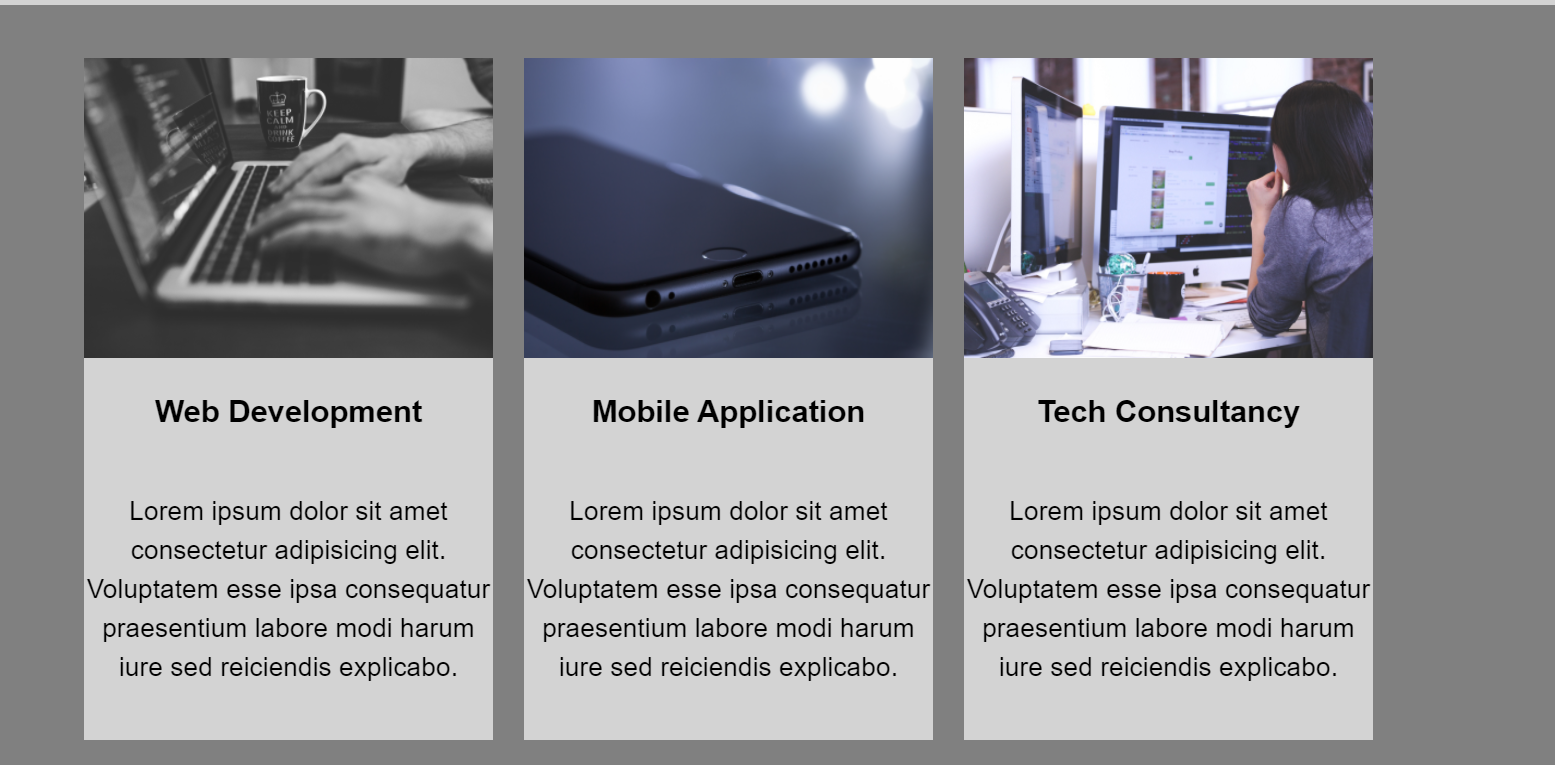 KEEP
CALM
AND
DRINK
COFFEE
Web Development
Lorem ipsum dolor sit amet
consectetur adipisicing elit.
Voluptatem esse ipsa consequatur
praesentium labore modi harum
iure sed reiciendis explicabo.
Mobile Application
Lorem ipsum dolor sit amet
consectetur adipisicing elit.
Voluptatem esse ipsa consequatur
praesentium labore modi harum
iure sed reiciendis explicabo.
Tech Consultancy
Lorem ipsum dolor sit amet
consectetur adipisicing elit.
Voluptatem esse ipsa consequatur
praesentium labore modi harum
iure sed reiciendis explicabo.